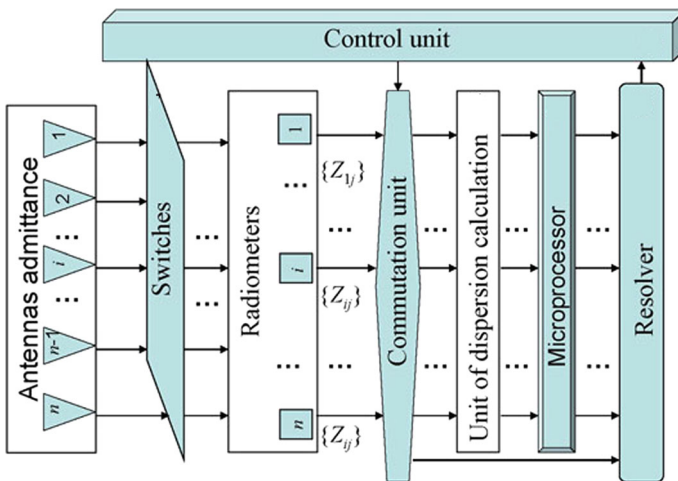 Control unit
Antennas admittance
1
2
...
i
...
n-1
n
Switches
...
...
Radiometers
1
...
i
...
n
{Z1j}
...
{Zij}
...
{Zij}
Commutation unit
...
...
Unit of dispersion calculation
...
...
Microprocessor
...
...
Resolver